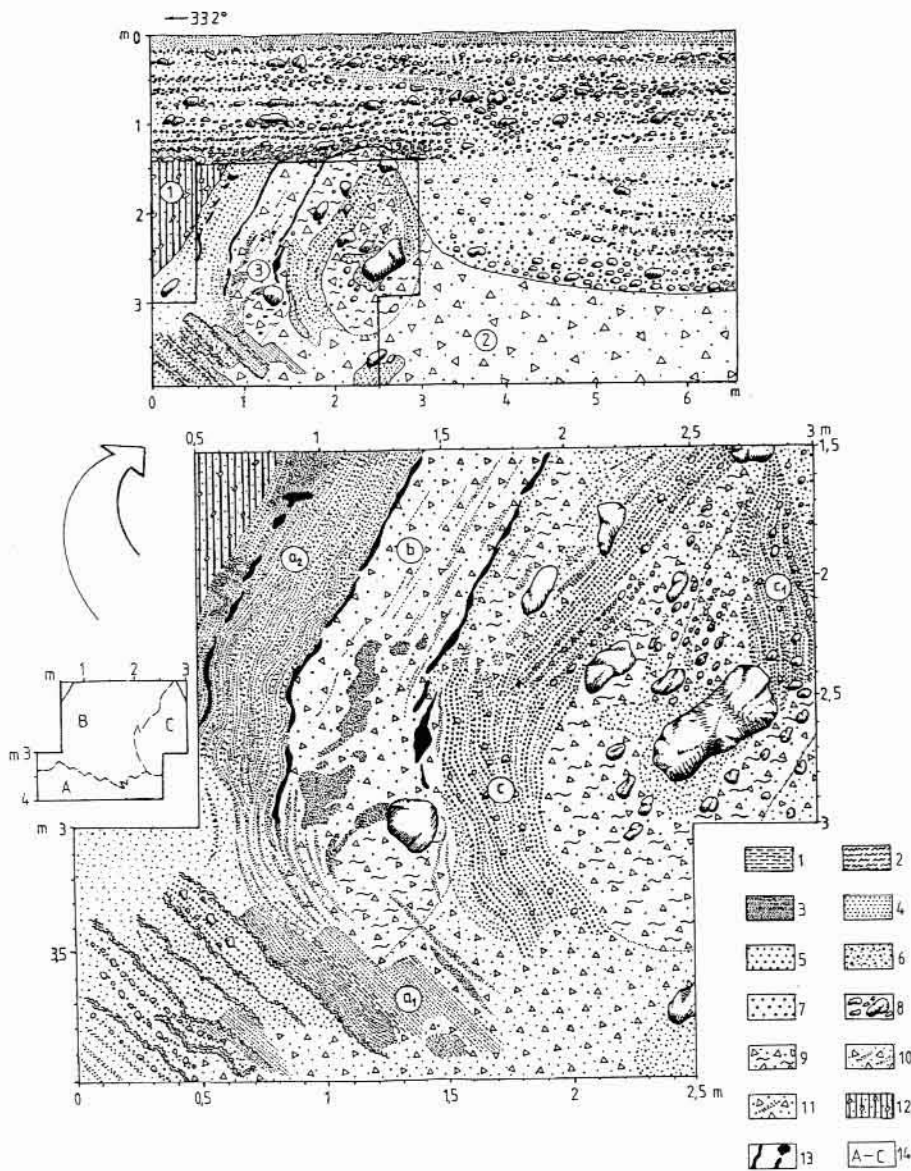 ← 332°
m 0
1
2
3
m
0 1 2 3 4 5 6 m
1
2
3
0,5 1 1,5 2 2,5 3 m
1,5
2
2,5
3
a₂
b
c
c₁
a₁
m 1 2 3
B
C
m 3
A
4
m
3
35
0 0,5 1 1,5 2 2,5 m
1 2
3 4
5 6
7 8
9 10
11 12
13 A-C 14